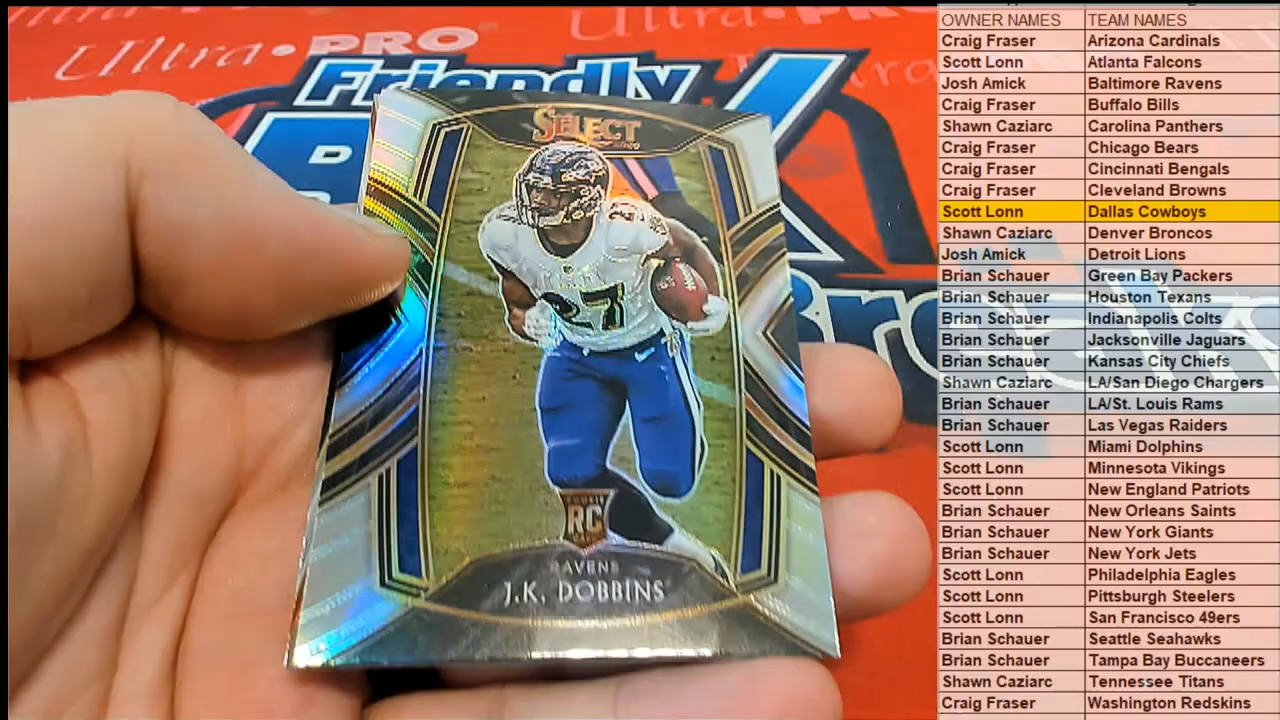 Ultra PRO
Ultra PRO
Friendly
SELECT
27
27
ROOKIE
RC
RAVENS
J.K. DOBBINS
OWNER NAMES TEAM NAMES
Craig Fraser Arizona Cardinals
Scott Lonn Atlanta Falcons
Josh Amick Baltimore Ravens
Craig Fraser Buffalo Bills
Shawn Caziarc Carolina Panthers
Craig Fraser Chicago Bears
Craig Fraser Cincinnati Bengals
Craig Fraser Cleveland Browns
Scott Lonn Dallas Cowboys
Shawn Caziarc Denver Broncos
Josh Amick Detroit Lions
Brian Schauer Green Bay Packers
Brian Schauer Houston Texans
Brian Schauer Indianapolis Colts
Brian Schauer Jacksonville Jaguars
Brian Schauer Kansas City Chiefs
Shawn Caziarc LA/San Diego Chargers
Brian Schauer LA/St. Louis Rams
Brian Schauer Las Vegas Raiders
Scott Lonn Miami Dolphins
Scott Lonn Minnesota Vikings
Scott Lonn New England Patriots
Brian Schauer New Orleans Saints
Brian Schauer New York Giants
Brian Schauer New York Jets
Scott Lonn Philadelphia Eagles
Scott Lonn Pittsburgh Steelers
Scott Lonn San Francisco 49ers
Brian Schauer Seattle Seahawks
Brian Schauer Tampa Bay Buccaneers
Shawn Caziarc Tennessee Titans
Craig Fraser Washington Redskins